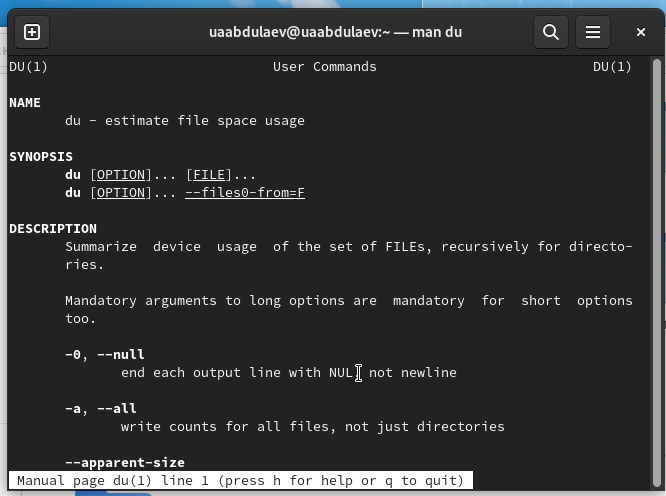 uaabdulaev@uaabdulaev:~ — man du
DU(1) User Commands DU(1)
NAME
du - estimate file space usage
SYNOPSIS
du [OPTION]... [FILE]...
du [OPTION]... --files0-from=F
DESCRIPTION
Summarize device usage of the set of FILEs, recursively for directo-
ries.
Mandatory arguments to long options are mandatory for short options
too.
-0, --null
end each output line with NUL, not newline
-a, --all
write counts for all files, not just directories
--apparent-size
Manual page du(1) line 1 (press h for help or q to quit)